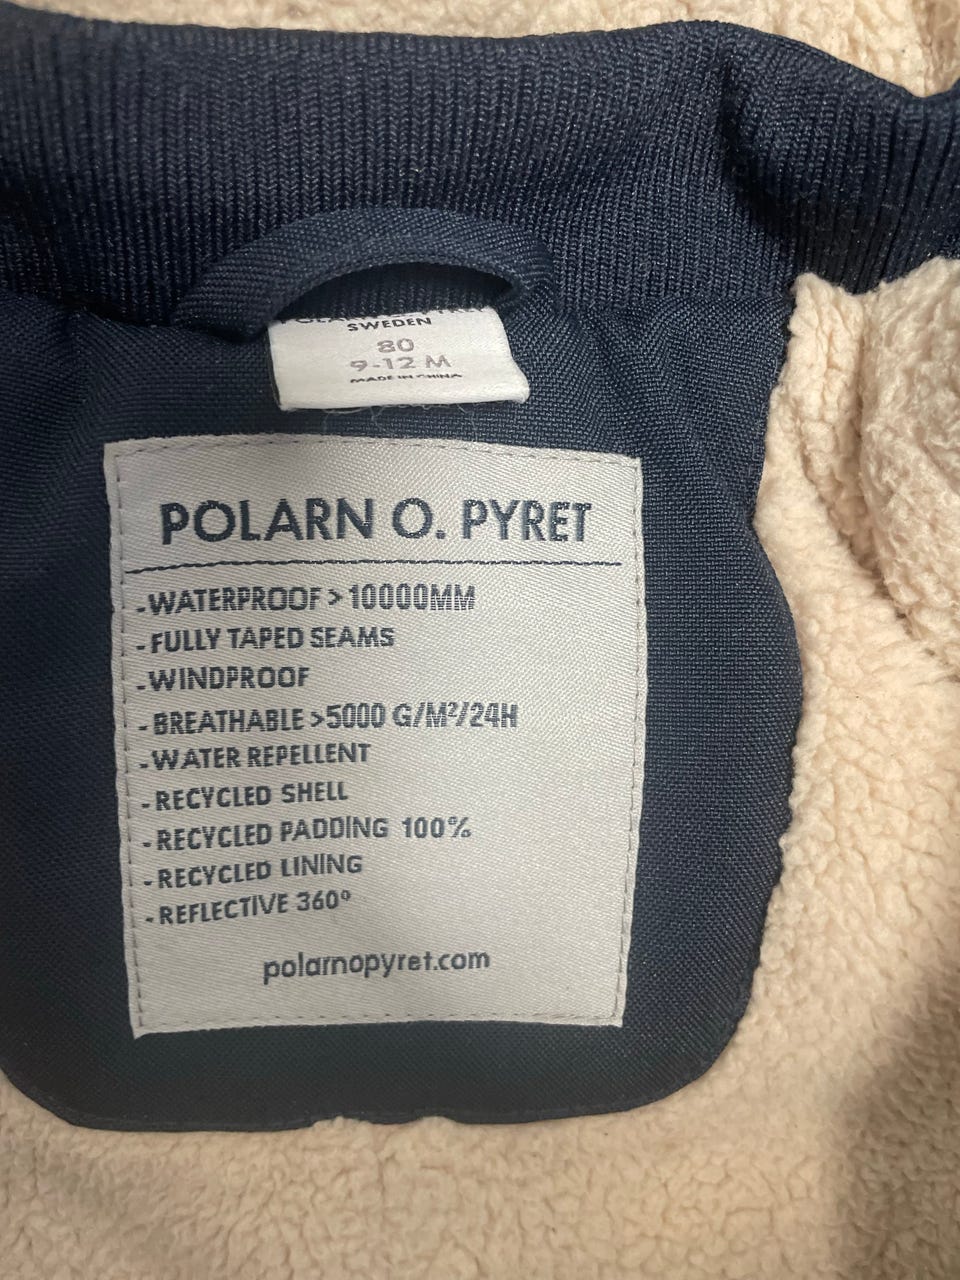 SWEDEN
80
9-12 M
MADE IN CHINA
POLARN O. PYRET
-WATERPROOF > 10000MM
-FULLY TAPED SEAMS
-WINDPROOF
-BREATHABLE >5000 G/M²/24H
-WATER REPELLENT
-RECYCLED SHELL
-RECYCLED PADDING 100%
-RECYCLED LINING
-REFLECTIVE 360°
polarnopyret.com